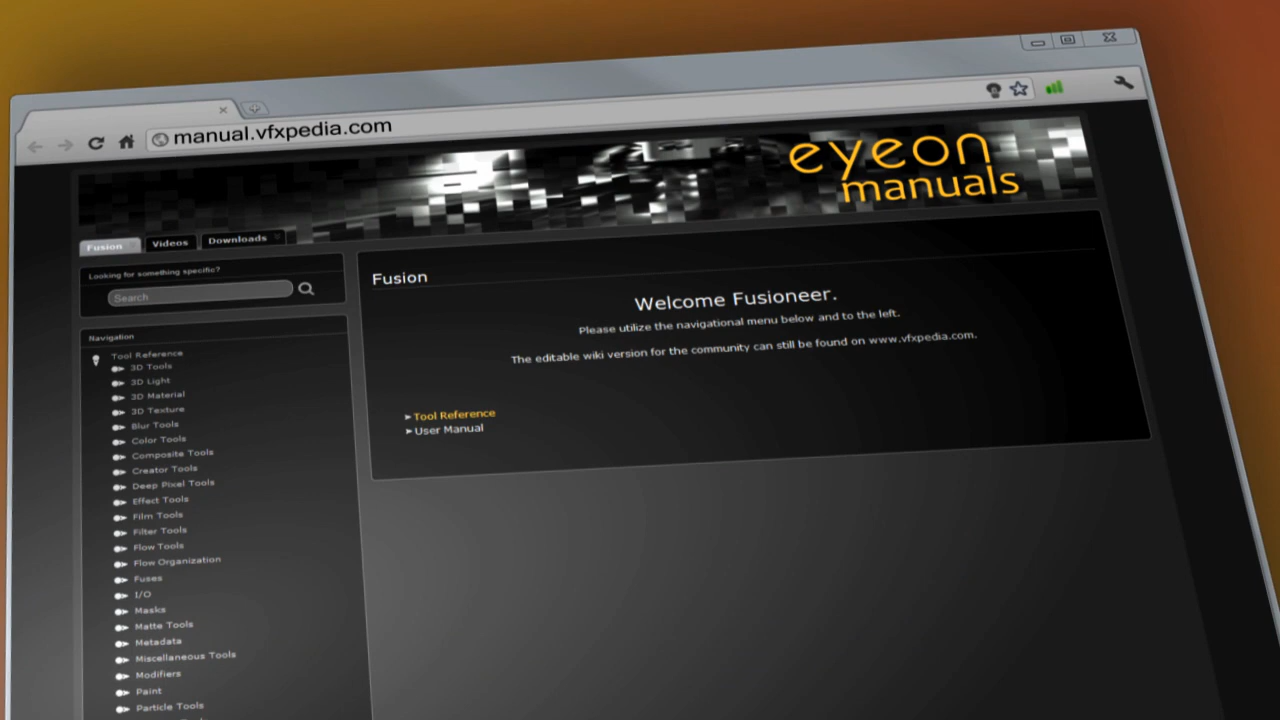 manual.vfxpedia.com
eyeon
manuals
Fusion
Videos
Downloads
Looking for something specific?
Search
Fusion
Welcome Fusioneer.
Please utilize the navigational menu below and to the left.
The editable wiki version for the community can still be found on www.vfxpedia.com.
Tool Reference
User Manual
Navigation
Tool Reference
3D Tools
3D Light
3D Material
3D Texture
Blur Tools
Color Tools
Composite Tools
Creator Tools
Deep Pixel Tools
Effect Tools
Film Tools
Filter Tools
Flow Tools
Flow Organization
Fuses
I/O
Masks
Matte Tools
Metadata
Miscellaneous Tools
Modifiers
Paint
Particle Tools